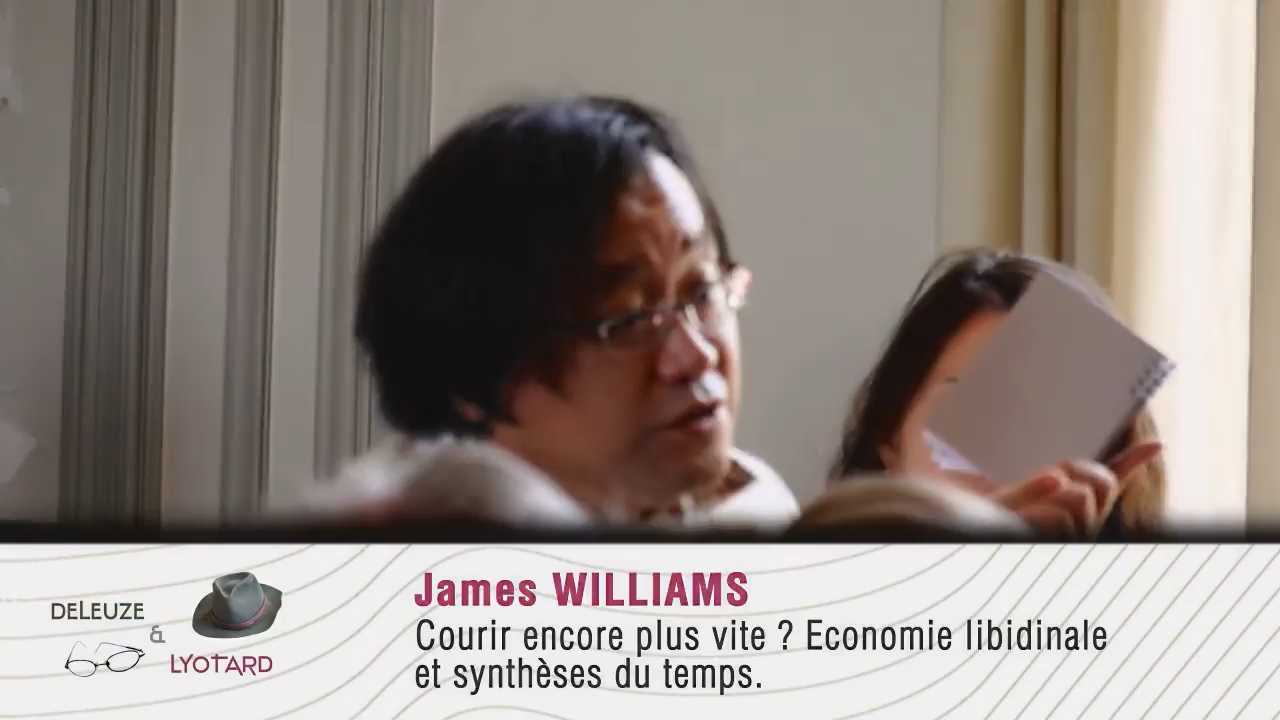 DELEUZE
&
LYOTARD
James WILLIAMS
Courir encore plus vite ? Economie libidinale
et synthèses du temps.